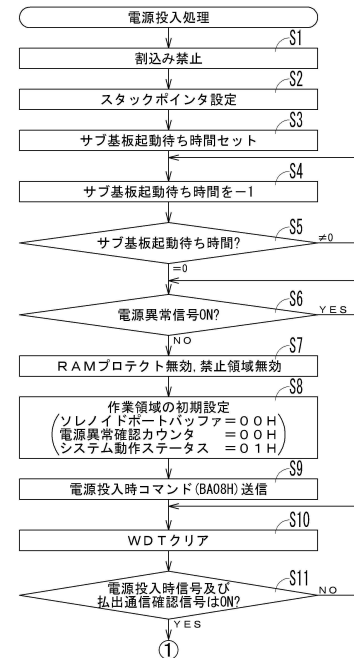 電源投入処理
S1
割込み禁止
S2
スタックポインタ設定
S3
サブ基板起動待ち時間セット
S4
サブ基板起動待ち時間を−1
S5
サブ基板起動待ち時間?
≠0
=0
S6
電源異常信号ON?
YES
NO
S7
RAMプロテクト無効,禁止領域無効
S8
作業領域の初期設定
(ソレノイドポートバッファ=00H
電源異常確認カウンタ =00H
システム動作ステータス =01H)
S9
電源投入時コマンド(BA08H)送信
S10
WDTクリア
S11
電源投入時信号及び
払出通信確認信号はON?
NO
YES
①